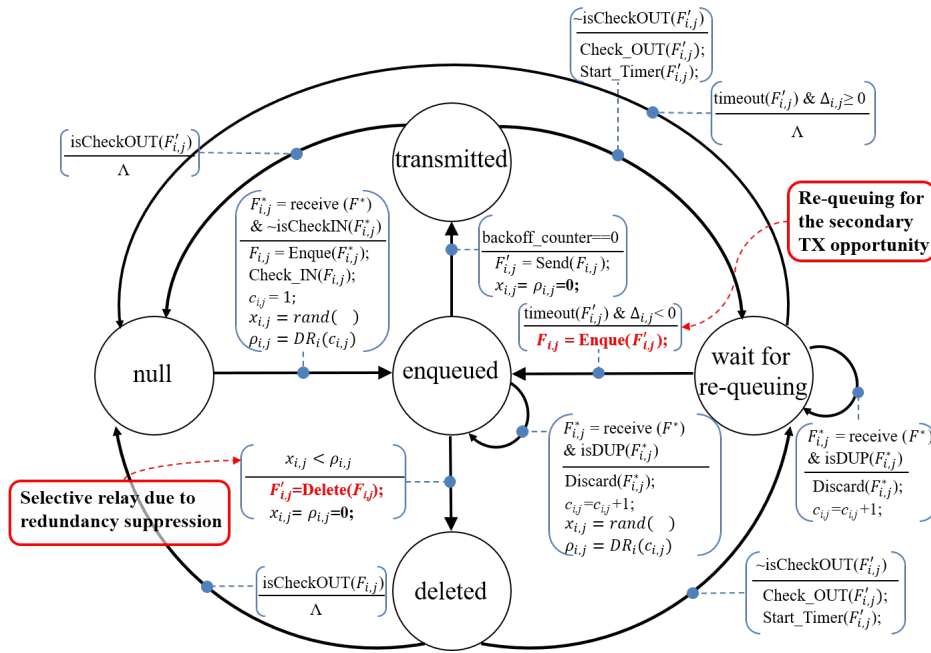 ~isCheckOUT(F′i,j)
Check_OUT(F′i,j);
Start_Timer(F′i,j);
timeout(F′i,j) & Δi,j ≥ 0
Λ
isCheckOUT(F′i,j)
Λ
transmitted
F*i,j = receive (F*)
& ~isCheckIN(F*i,j)
Fi,j = Enque(F*i,j);
Check_IN(Fi,j);
ci,j = 1;
xi,j = rand( )
ρi,j = DRi(ci,j)
backoff_counter==0
F′i,j = Send(Fi,j);
xi,j= ρi,j=0;
Re-queuing for
the secondary
TX opportunity
timeout(F′i,j) & Δi,j< 0
Fi,j = Enque(F′i,j);
null
enqueued
wait for
re-queuing
F*i,j = receive (F*)
& isDUP(F*i,j)
Discard(F*i,j);
ci,j=ci,j+1;
xi,j = rand( )
ρi,j = DRi(ci,j)
F*i,j = receive (F*)
& isDUP(F*i,j)
Discard(F*i,j);
ci,j=ci,j+1;
xi,j < ρi,j
F′i,j=Delete(Fi,j);
xi,j= ρi,j=0;
Selective relay due to
redundancy suppression
isCheckOUT(Fi,j)
Λ
deleted
~isCheckOUT(F′i,j)
Check_OUT(F′i,j);
Start_Timer(F′i,j);